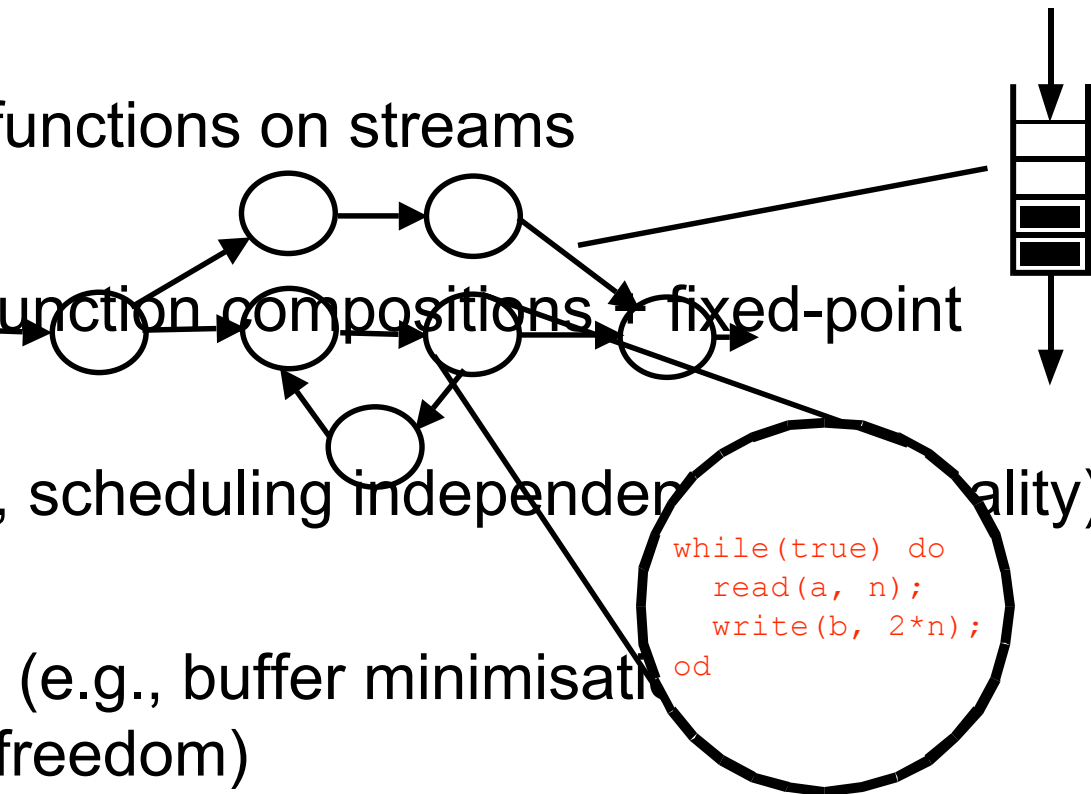 functions on streams
unction compositions + fixed-point
, scheduling independen ality)
while(true) do
read(a, n);
write(b, 2*n);
od
(e.g., buffer minimisati
freedom)